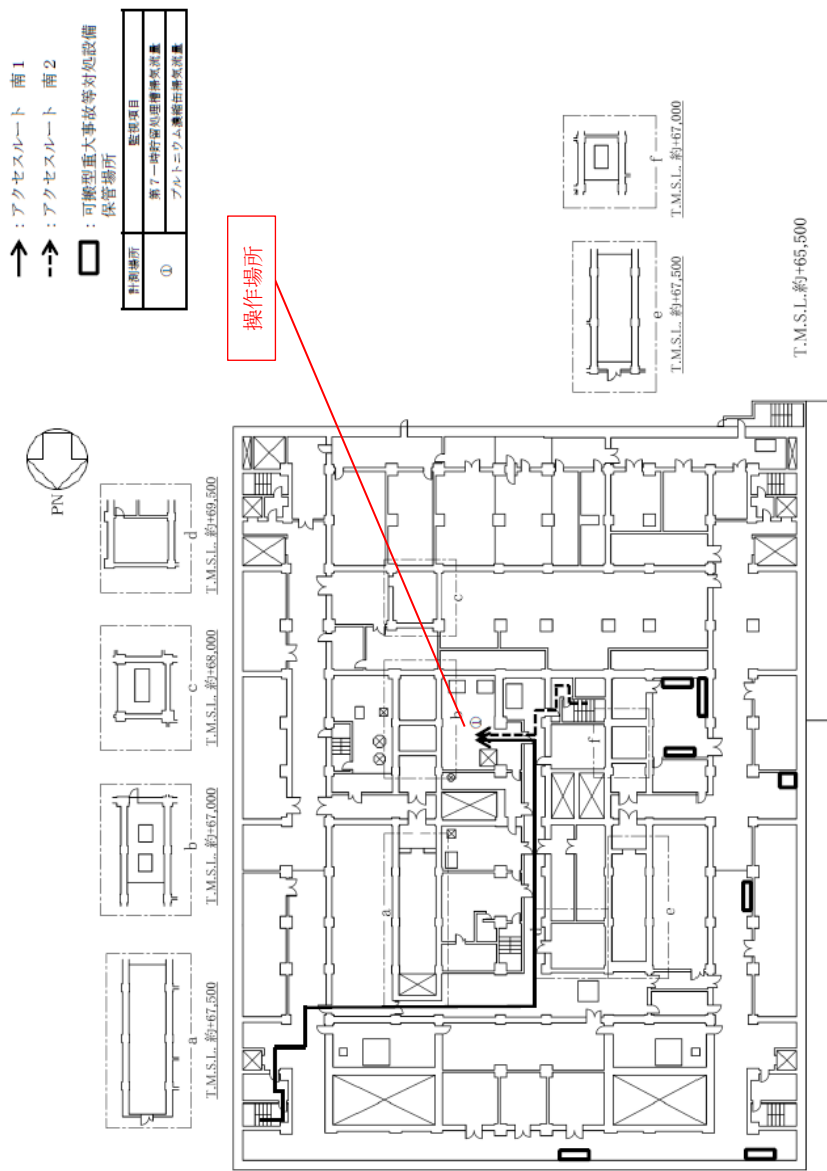 ：アクセスルート　南１
：アクセスルート　南２
：可搬型重大事故等対処設備
保管場所
計測場所
監視項目
①
第７一時貯留処理槽掃気流量
プルトニウム濃縮缶掃気流量
操作場所
PN
a
T.M.S.L. 約+67,500
b
T.M.S.L. 約+67,000
c
T.M.S.L. 約+68,000
d
T.M.S.L. 約+69,500
e
T.M.S.L. 約+67,500
f
T.M.S.L. 約+67,000
a
b
c
e
f
①
T.M.S.L.約+65,500